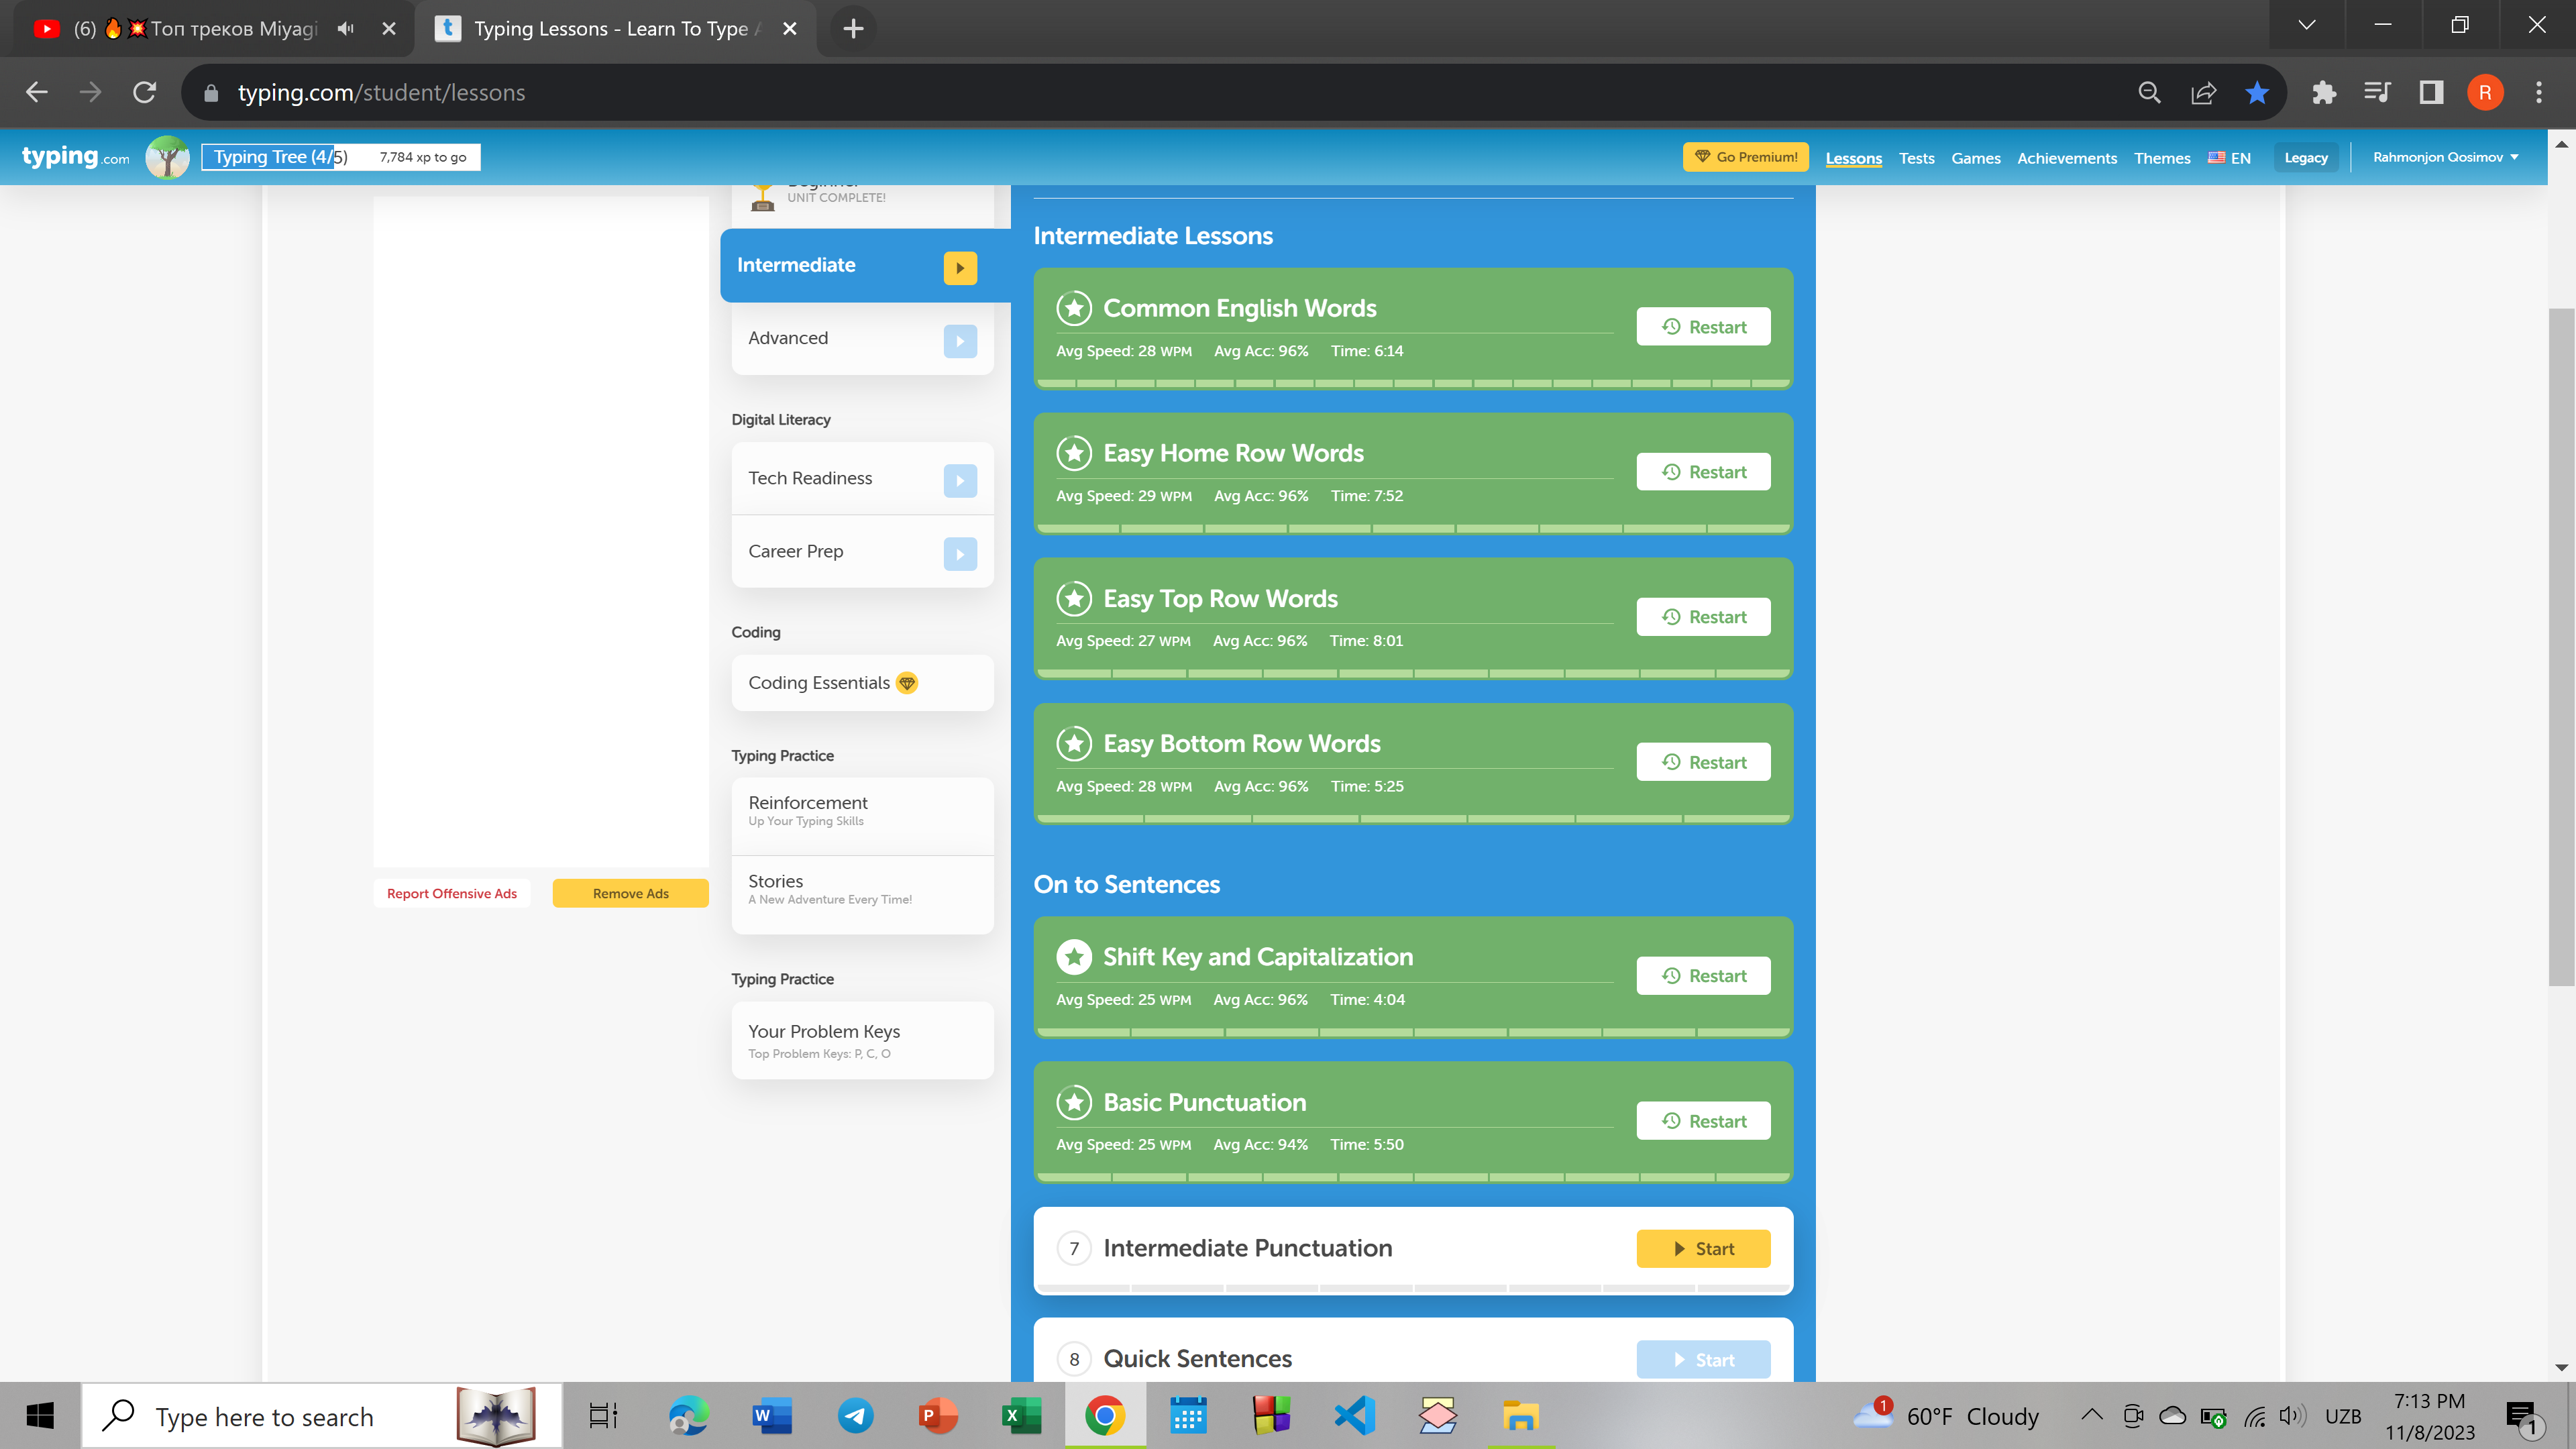 (6) 🔥💥Топ треков Miyagi
Typing Lessons - Learn To Type
typing.com/student/lessons
R
typing.com
Typing Tree (4/5)
7,784 xp to go
Go Premium!
Lessons
Tests
Games
Achievements
Themes
EN
Legacy
Rahmonjon Qosimov
Beginner
UNIT COMPLETE!
Intermediate
Advanced
Digital Literacy
Tech Readiness
Career Prep
Coding
Coding Essentials
Typing Practice
Reinforcement
Up Your Typing Skills
Stories
A New Adventure Every Time!
Typing Practice
Your Problem Keys
Top Problem Keys: P, C, O
Report Offensive Ads
Remove Ads
Intermediate Lessons
Common English Words
Avg Speed: 28 WPM Avg Acc: 96% Time: 6:14
Restart
Easy Home Row Words
Avg Speed: 29 WPM Avg Acc: 96% Time: 7:52
Restart
Easy Top Row Words
Avg Speed: 27 WPM Avg Acc: 96% Time: 8:01
Restart
Easy Bottom Row Words
Avg Speed: 28 WPM Avg Acc: 96% Time: 5:25
Restart
On to Sentences
Shift Key and Capitalization
Avg Speed: 25 WPM Avg Acc: 96% Time: 4:04
Restart
Basic Punctuation
Avg Speed: 25 WPM Avg Acc: 94% Time: 5:50
Restart
7 Intermediate Punctuation
Start
8 Quick Sentences
Start
Type here to search
1
60°F Cloudy
UZB
7:13 PM
11/8/2023
1